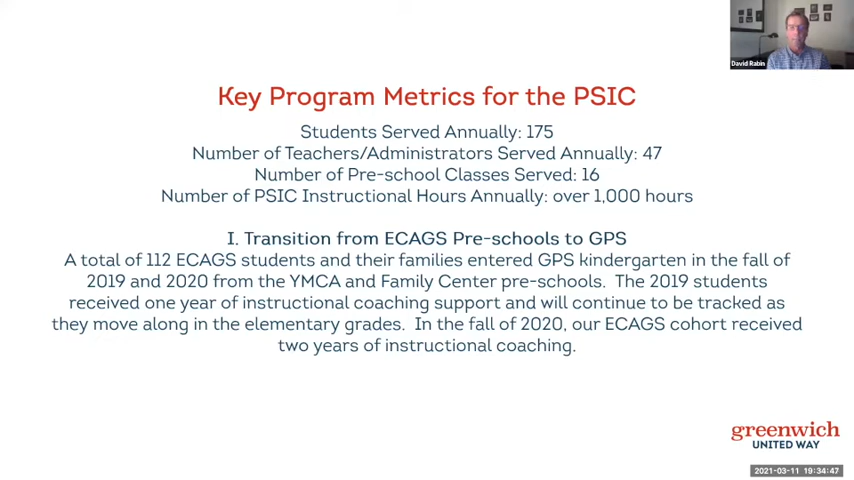 David Rabin
Key Program Metrics for the PSIC
Students Served Annually: 175
Number of Teachers/Administrators Served Annually: 47
Number of Pre-school Classes Served: 16
Number of PSIC Instructional Hours Annually: over 1,000 hours
I. Transition from ECAGS Pre-schools to GPS
A total of 112 ECAGS students and their families entered GPS kindergarten in the fall of
2019 and 2020 from the YMCA and Family Center pre-schools. The 2019 students
received one year of instructional coaching support and will continue to be tracked as
they move along in the elementary grades. In the fall of 2020, our ECAGS cohort received
two years of instructional coaching.
greenwich
UNITED WAY
2021-03-11 19:34:47